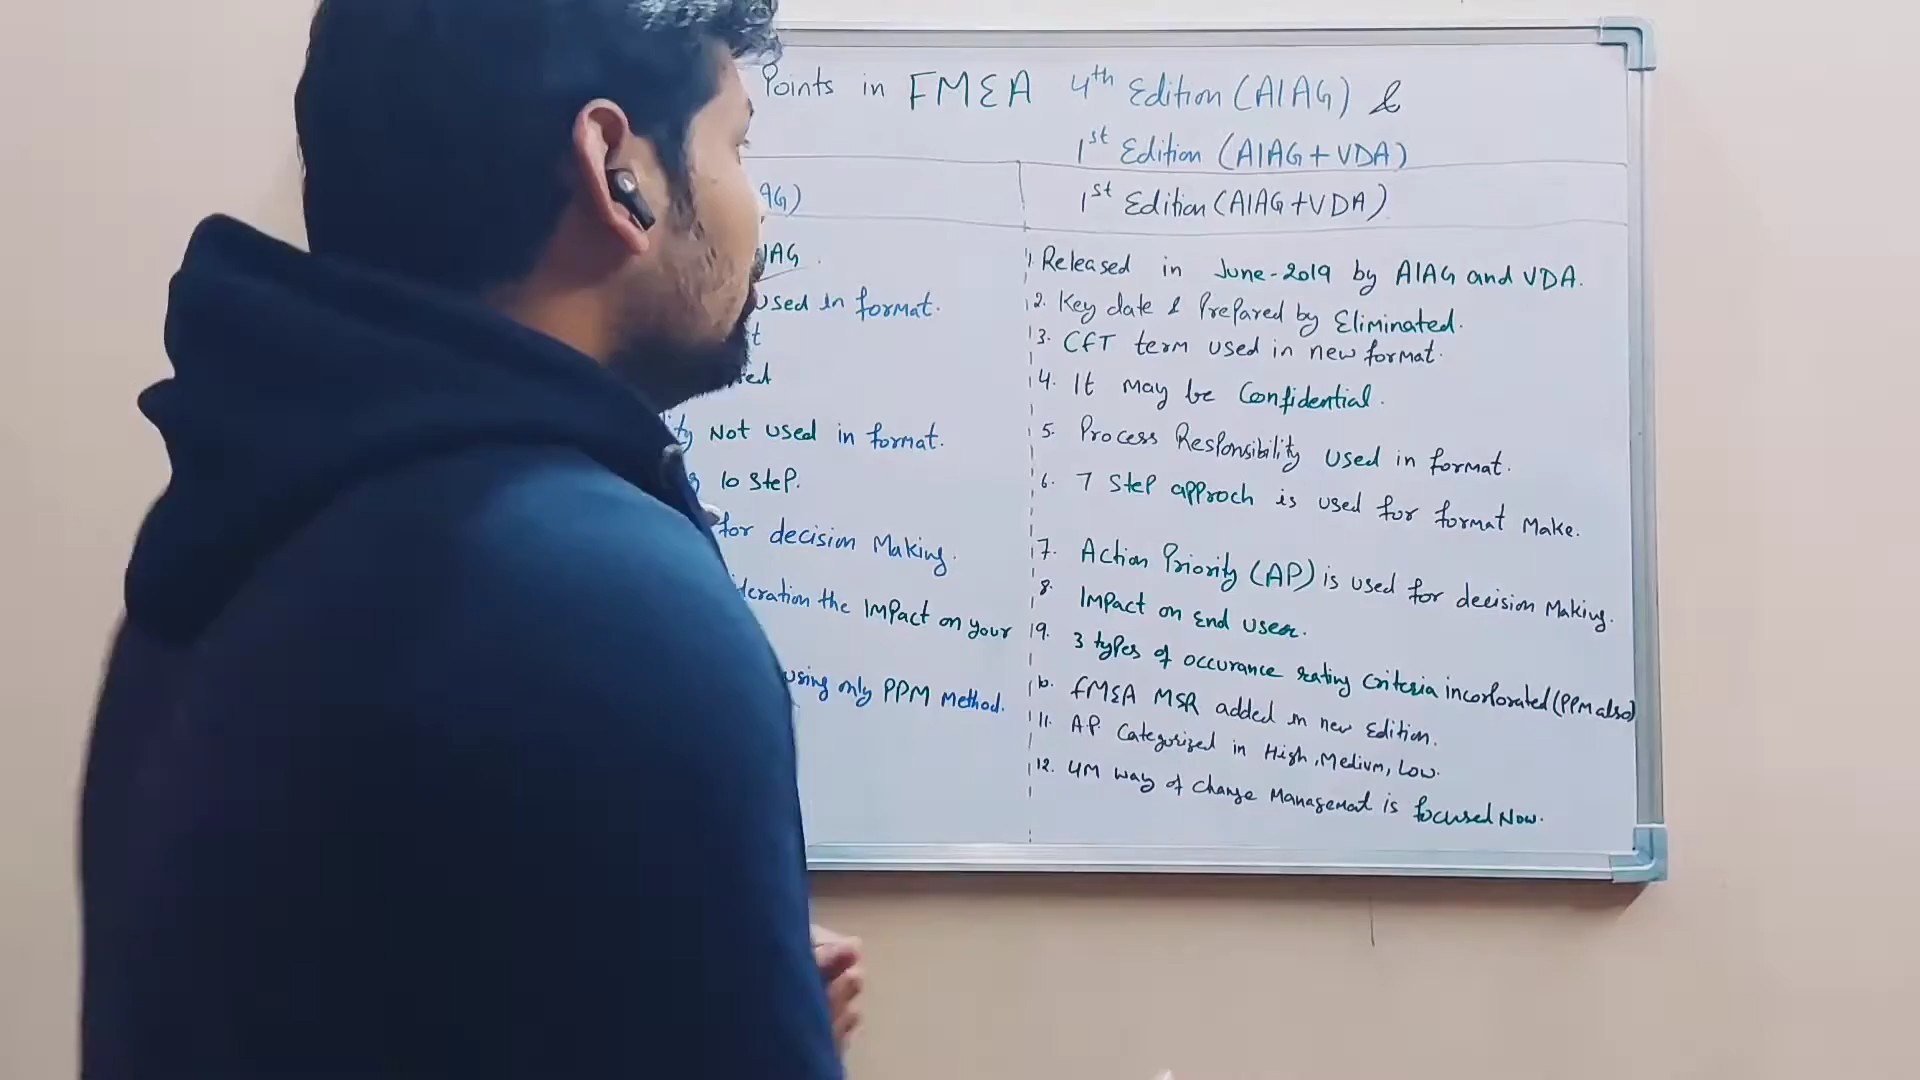 Points in FMEA 4th Edition (AIAG) &
1st Edition (AIAG + VDA)
AG)
IAG.
used in format.
Not used in format.
10 Step.
for decision Making.
the Impact on your
using only PPM Method.
1st Edition (AIAG+VDA)
1. Released in June-2019 by AIAG and VDA.
2. Key date & Prepared by Eliminated.
3. CFT term used in new format.
4. It May be Confidential.
5. Process Responsibility used in format.
6. 7 Step approch is used for format Make.
7. Action Priority (AP) is used for decision Making.
8. Impact on End user.
9. 3 types of occurance rating Criteria incorporated (PPM also)
10. FMEA MSR added in new Edition.
11. A.P. Categorized in High, Medium, Low.
12. 4M way of change Managemat is focused Now.